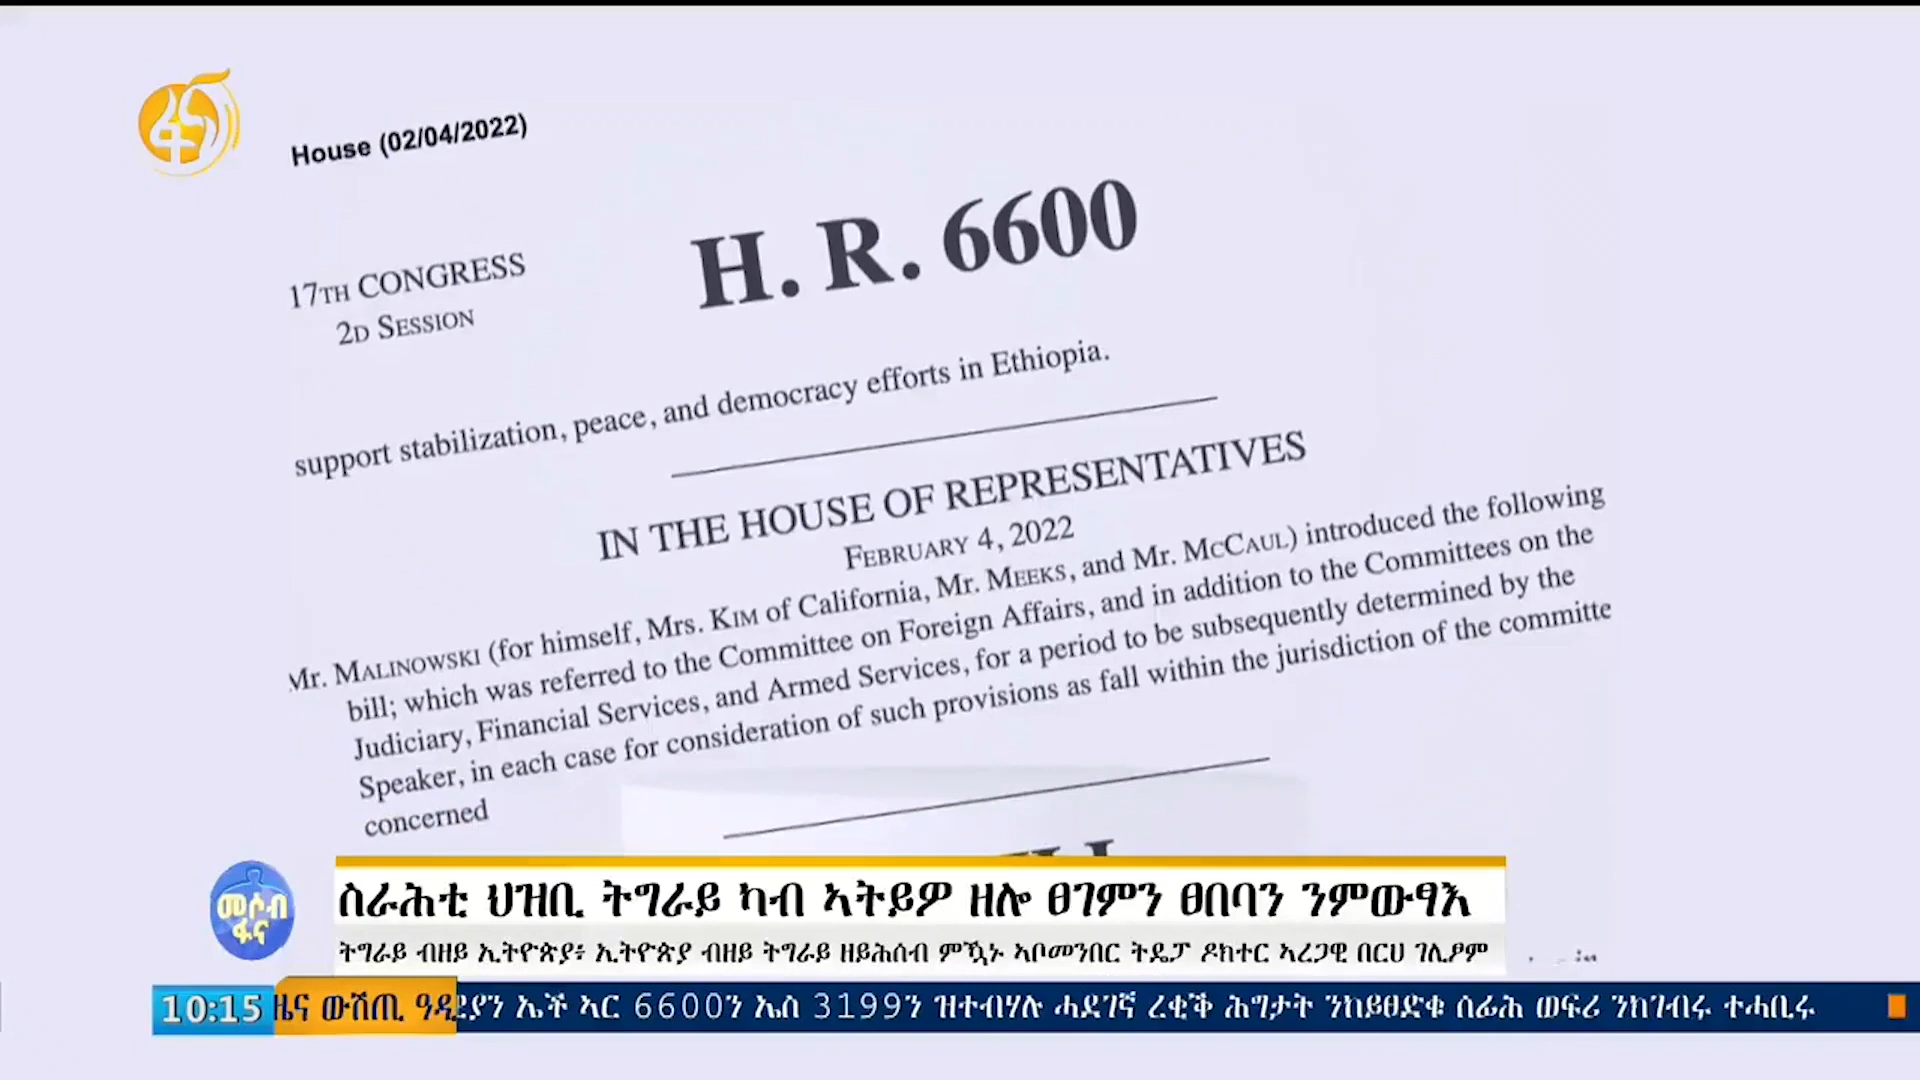 ፋና
House (02/04/2022)
H. R. 6600
17TH CONGRESS
2D SESSION
support stabilization, peace, and democracy efforts in Ethiopia.
IN THE HOUSE OF REPRESENTATIVES
FEBRUARY 4, 2022
Mr. MALINOWSKI (for himself, Mrs. KIM of California, Mr. MEEKS, and Mr. MCCAUL) introduced the following
bill; which was referred to the Committee on Foreign Affairs, and in addition to the Committees on the
Judiciary, Financial Services, and Armed Services, for a period to be subsequently determined by the
Speaker, in each case for consideration of such provisions as fall within the jurisdiction of the committe
concerned
መሶብ
ፋና
ስራሕቲ ህዝቢ ትግራይ ካብ ኣትይዎ ዘሎ ፀገምን ፀበባን ንምውፃእ
ትግራይ ብዘይ ኢትዮጵያ፥ ኢትዮጵያ ብዘይ ትግራይ ዘይሕሰብ ምዃኑ ኣቦመንበር ትዴፓ ዶክተር ኣረጋዊ በርሀ ገሊፆም
10:15 ዜና ውሽጢ ዓዲ ያን ኤች ኣር 6600ን ኤስ 3199ን ዝተብሃሉ ሓደገኛ ረቂቕ ሕግታት ንከይፀድቁ ሰፊሕ ወፍሪ ንክገብሩ ተሓቢሩ